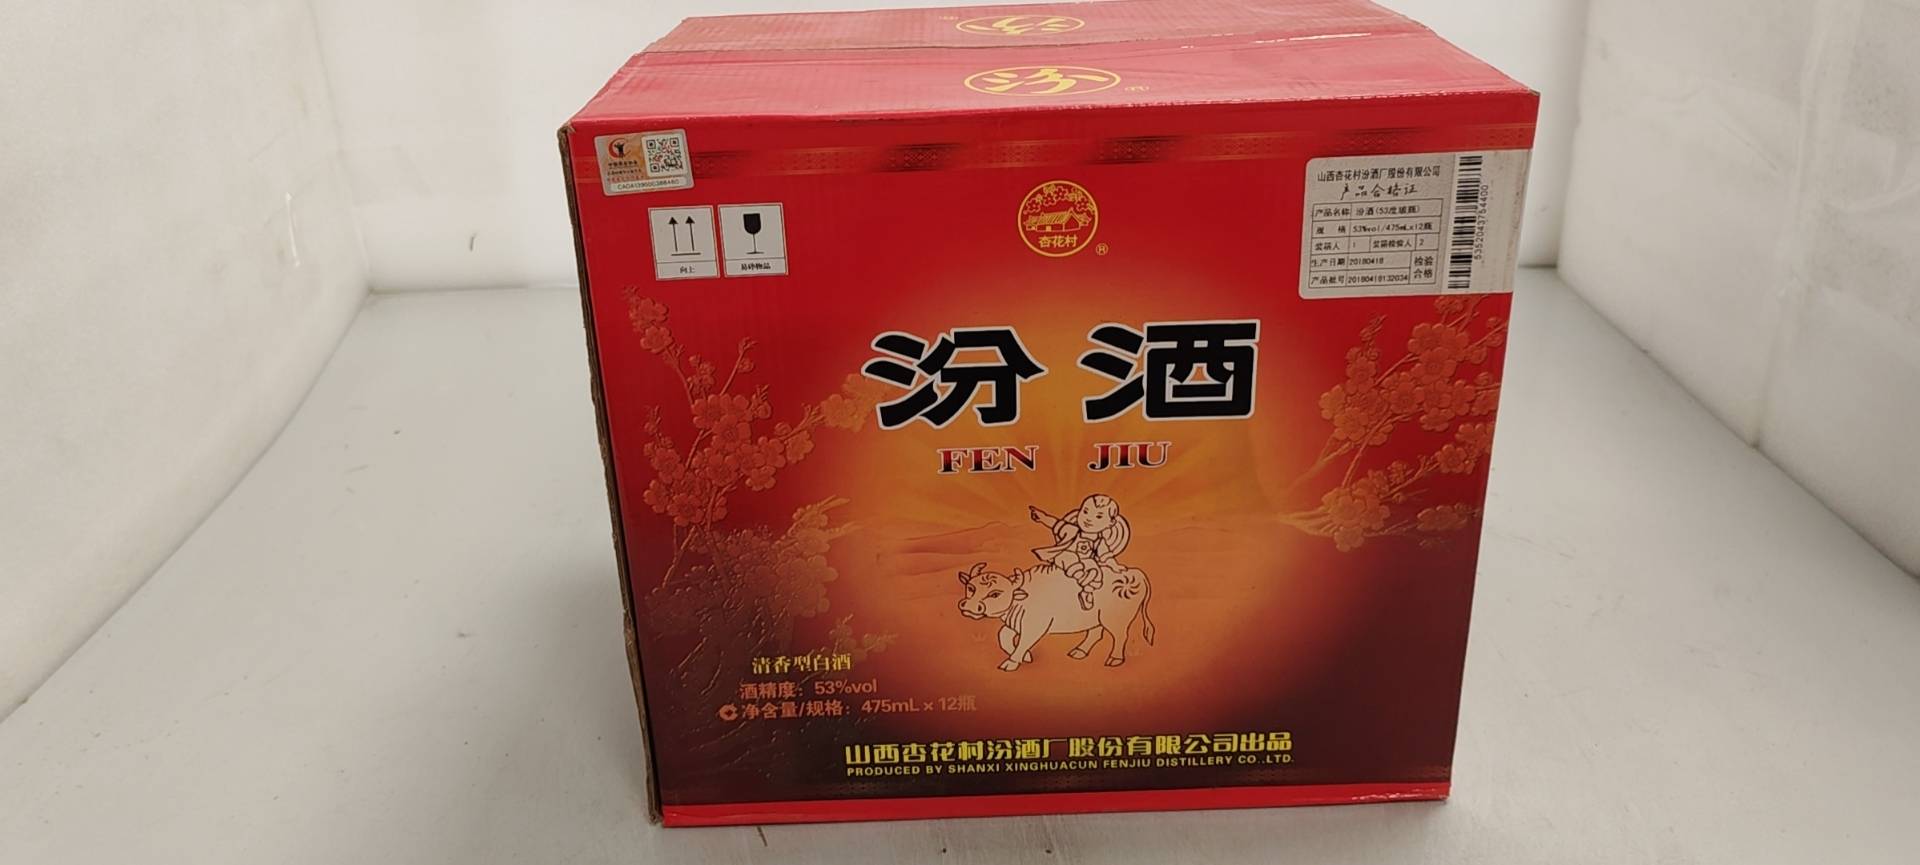 汾
汾
CADA139000388460
向上
易碎物品
杏花村
®
山西杏花村汾酒厂股份有限公司
产品合格证
产品名称 汾酒(53度玻瓶)
规 格 53%vol/475mL×12瓶
装箱人 1 装箱检验人 2
生产日期 20180418 检验
产品批号 20180418132034 合格
5352043754400
汾酒
FEN JIU
清香型白酒
酒精度：53%vol
净含量/规格：475mL×12瓶
山西杏花村汾酒厂股份有限公司出品
PRODUCED BY SHANXI XINGHUACUN FENJIU DISTILLERY CO.,LTD.